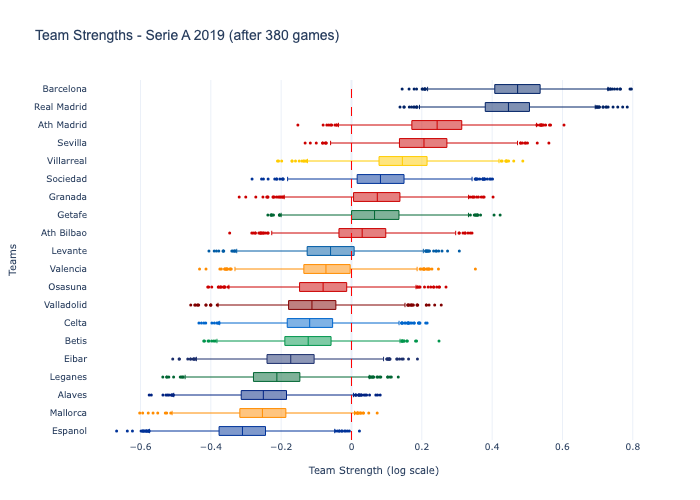 Team Strengths - Serie A 2019 (after 380 games)
Barcelona
Real Madrid
Ath Madrid
Sevilla
Villarreal
Sociedad
Granada
Getafe
Ath Bilbao
Levante
Valencia
Osasuna
Valladolid
Celta
Betis
Eibar
Leganes
Alaves
Mallorca
Espanol
Teams
−0.6 −0.4 −0.2 0 0.2 0.4 0.6 0.8
Team Strength (log scale)